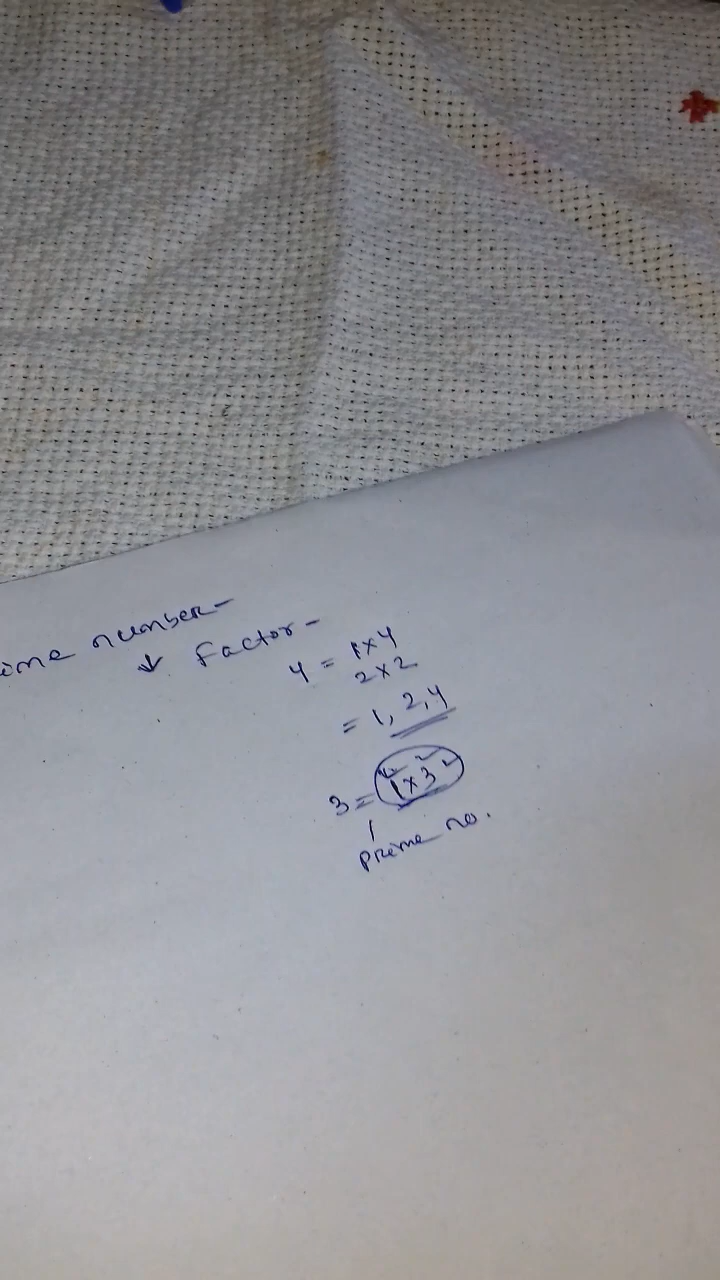 ime number-
↓ Factor-
4 = 1x4
2x2
= 1, 2,4
3 = 1x3
prime no.